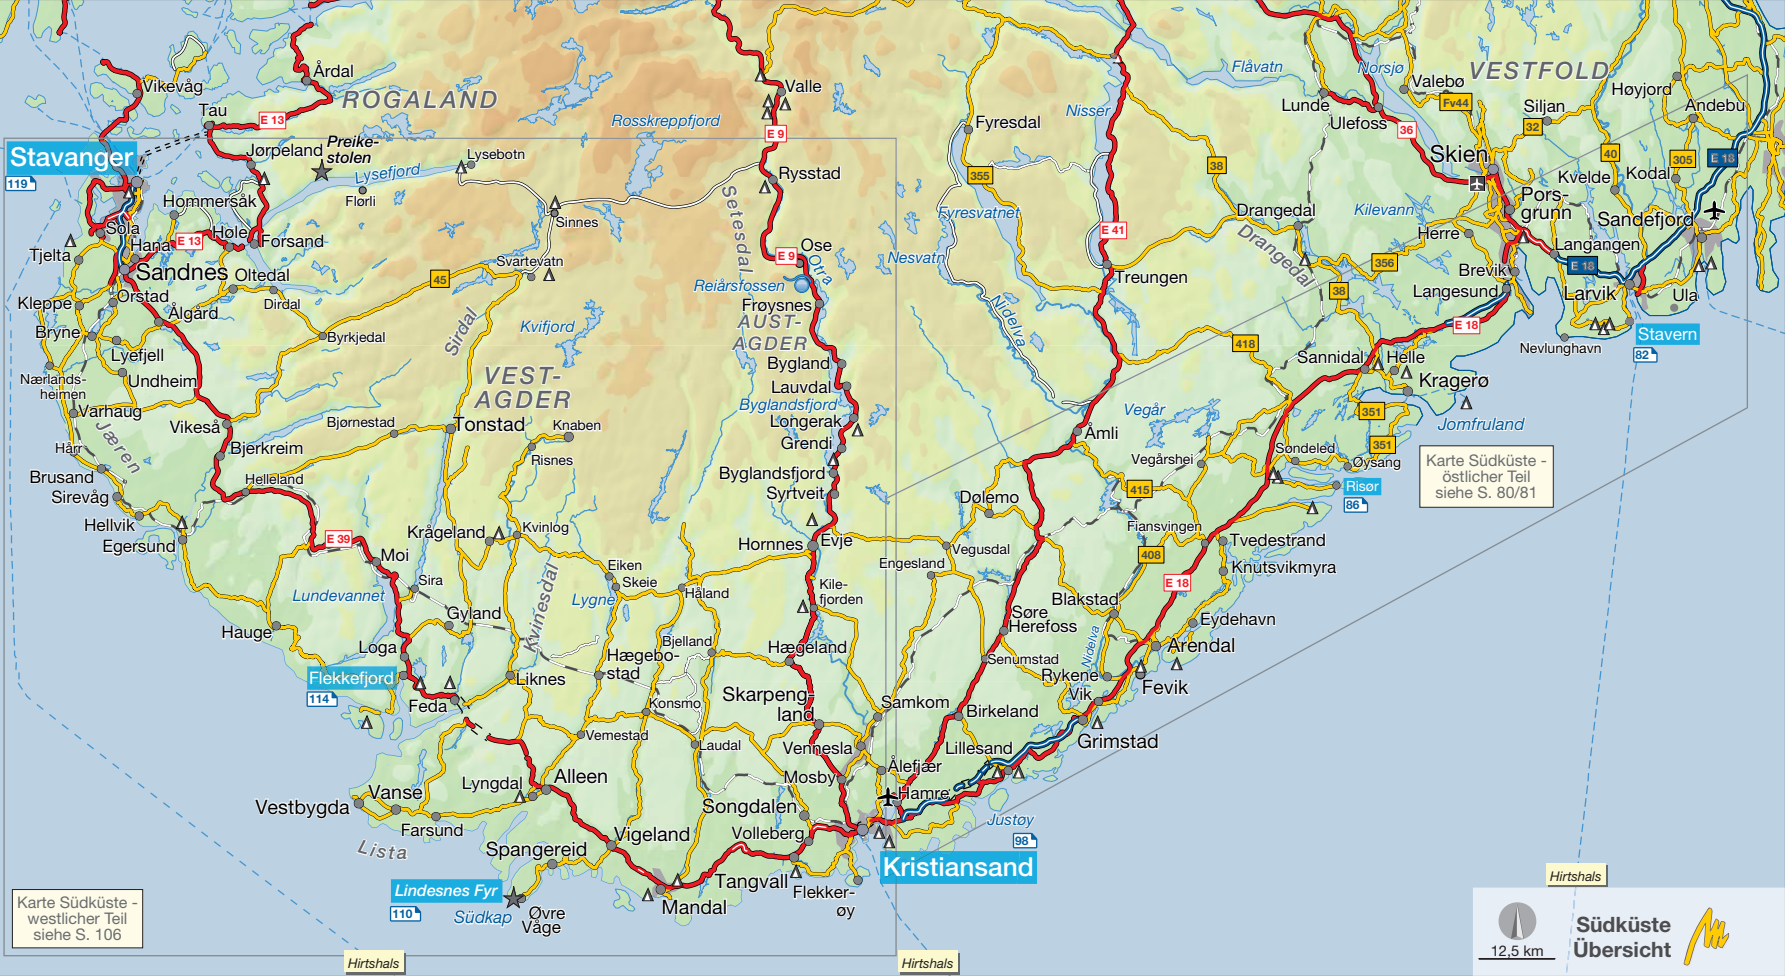 Vikevåg
Årdal
ROGALAND
Tau
E 13
Stavanger
119
Jørpeland
Preike-
stolen
Lysefjord
Lysebotn
Flørli
Hommersåk
Sola
Hana
E 13
Høle
Forsand
Tjelta
Sandnes
Oltedal
Dirdal
Kleppe
Orstad
Ålgård
Bryne
Lyefjell
Undheim
Nærlands-
heimen
Varhaug
Jæren
Hårr
Vikeså
Bjerkreim
Brusand
Sirevåg
Helleland
Hellvik
Egersund
Byrkjedal
45
Svartevatn
Sinnes
Rosskreppfjord
Sirdal
Kvifjord
VEST-
AGDER
Bjørnestad
Tonstad
Knaben
Risnes
E 39
Moi
Krågeland
Kvinlog
Sira
Lundevannet
Gyland
Hauge
Loga
Flekkefjord
114
Feda
Liknes
Kvinesdal
Eiken
Skeie
Lygne
Håland
Bjelland
Hægebo-
stad
Konsmo
Vemestad
Laudal
Lyngdal
Alleen
Vanse
Vestbygda
Farsund
Lista
Spangereid
Vigeland
Lindesnes Fyr
110
Südkap
Øvre
Våge
Mandal
Tangvall
Flekker-
øy
Volleberg
Songdalen
Mosby
Vennesla
Skarpeng-
land
Hægeland
Kile-
fjorden
Hornnes
Evje
Syrtveit
Byglandsfjord
Grendi
Longerak
Byglandsfjord
Lauvdal
Bygland
AUST-
AGDER
Frøysnes
Reiårsfossen
Otra
Ose
E 9
Setesdal
Rysstad
E 9
Valle
Fyresdal
355
Fyresvatnet
Nesvatn
Nidelva
Nisser
E 41
Treungen
38
Drangedal
Drangedal
Flåvatn
Norsjø
Valebø
VESTFOLD
Fv44
Lunde
Ulefoss
36
Skien
Siljan
32
Høyjord
Andebu
40
305
E 18
Kvelde
Kodal
Pors-
grunn
Sandefjord
Kilevann
Herre
Langangen
356
Brevik
E 18
38
Langesund
Larvik
Ula
E 18
Stavern
82
Nevlunghavn
418
Sannidal
Helle
Kragerø
Vegår
351
Jomfruland
351
Åmli
Vegårshei
Søndeled
Øysang
Risør
86
Karte Südküste -
östlicher Teil
siehe S. 80/81
415
Dølemo
Fiansvingen
Vegusdal
Engesland
408
Tvedestrand
Knutsvikmyra
E 18
Blakstad
Søre
Herefoss
Eydehavn
Nidelva
Arendal
Senumstad
Rykene
Fevik
Vik
Samkom
Birkeland
Grimstad
Lillesand
Ålefjær
Hamre
Justøy
98
Kristiansand
Karte Südküste -
westlicher Teil
siehe S. 106
Hirtshals
Hirtshals
Hirtshals
12,5 km
Südküste
Übersicht